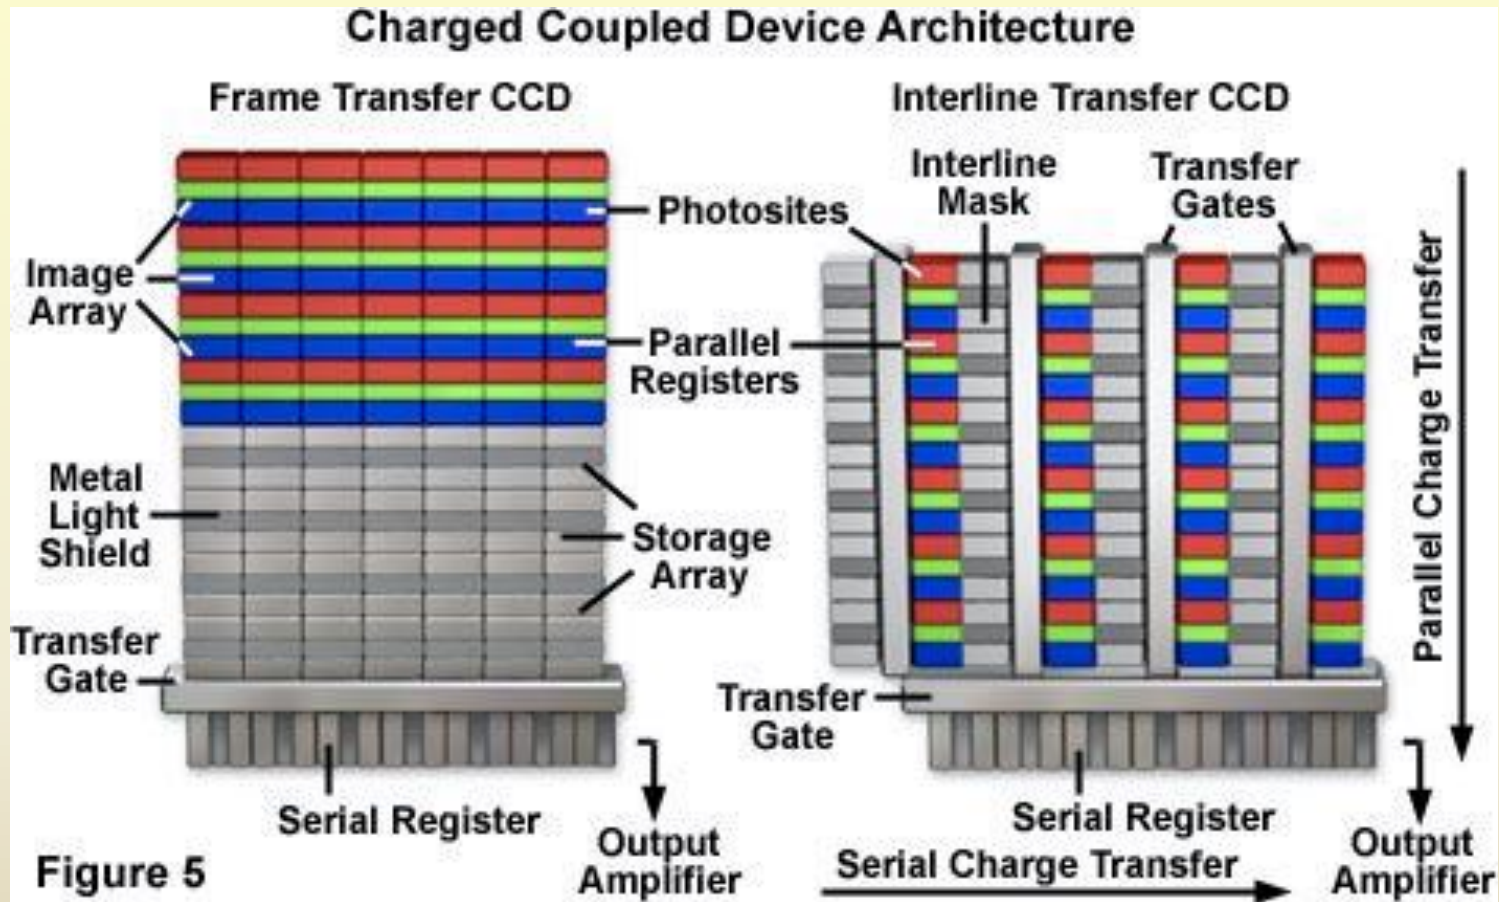 Charged Coupled Device Architecture
Frame Transfer CCD
Interline Transfer CCD
Image
Array
Photosites
Parallel
Registers
Metal
Light
Shield
Storage
Array
Transfer
Gate
Serial Register
Output
Amplifier
Interline
Mask
Transfer
Gates
Parallel Charge Transfer
Transfer
Gate
Serial Register
Serial Charge Transfer
Output
Amplifier
Figure 5